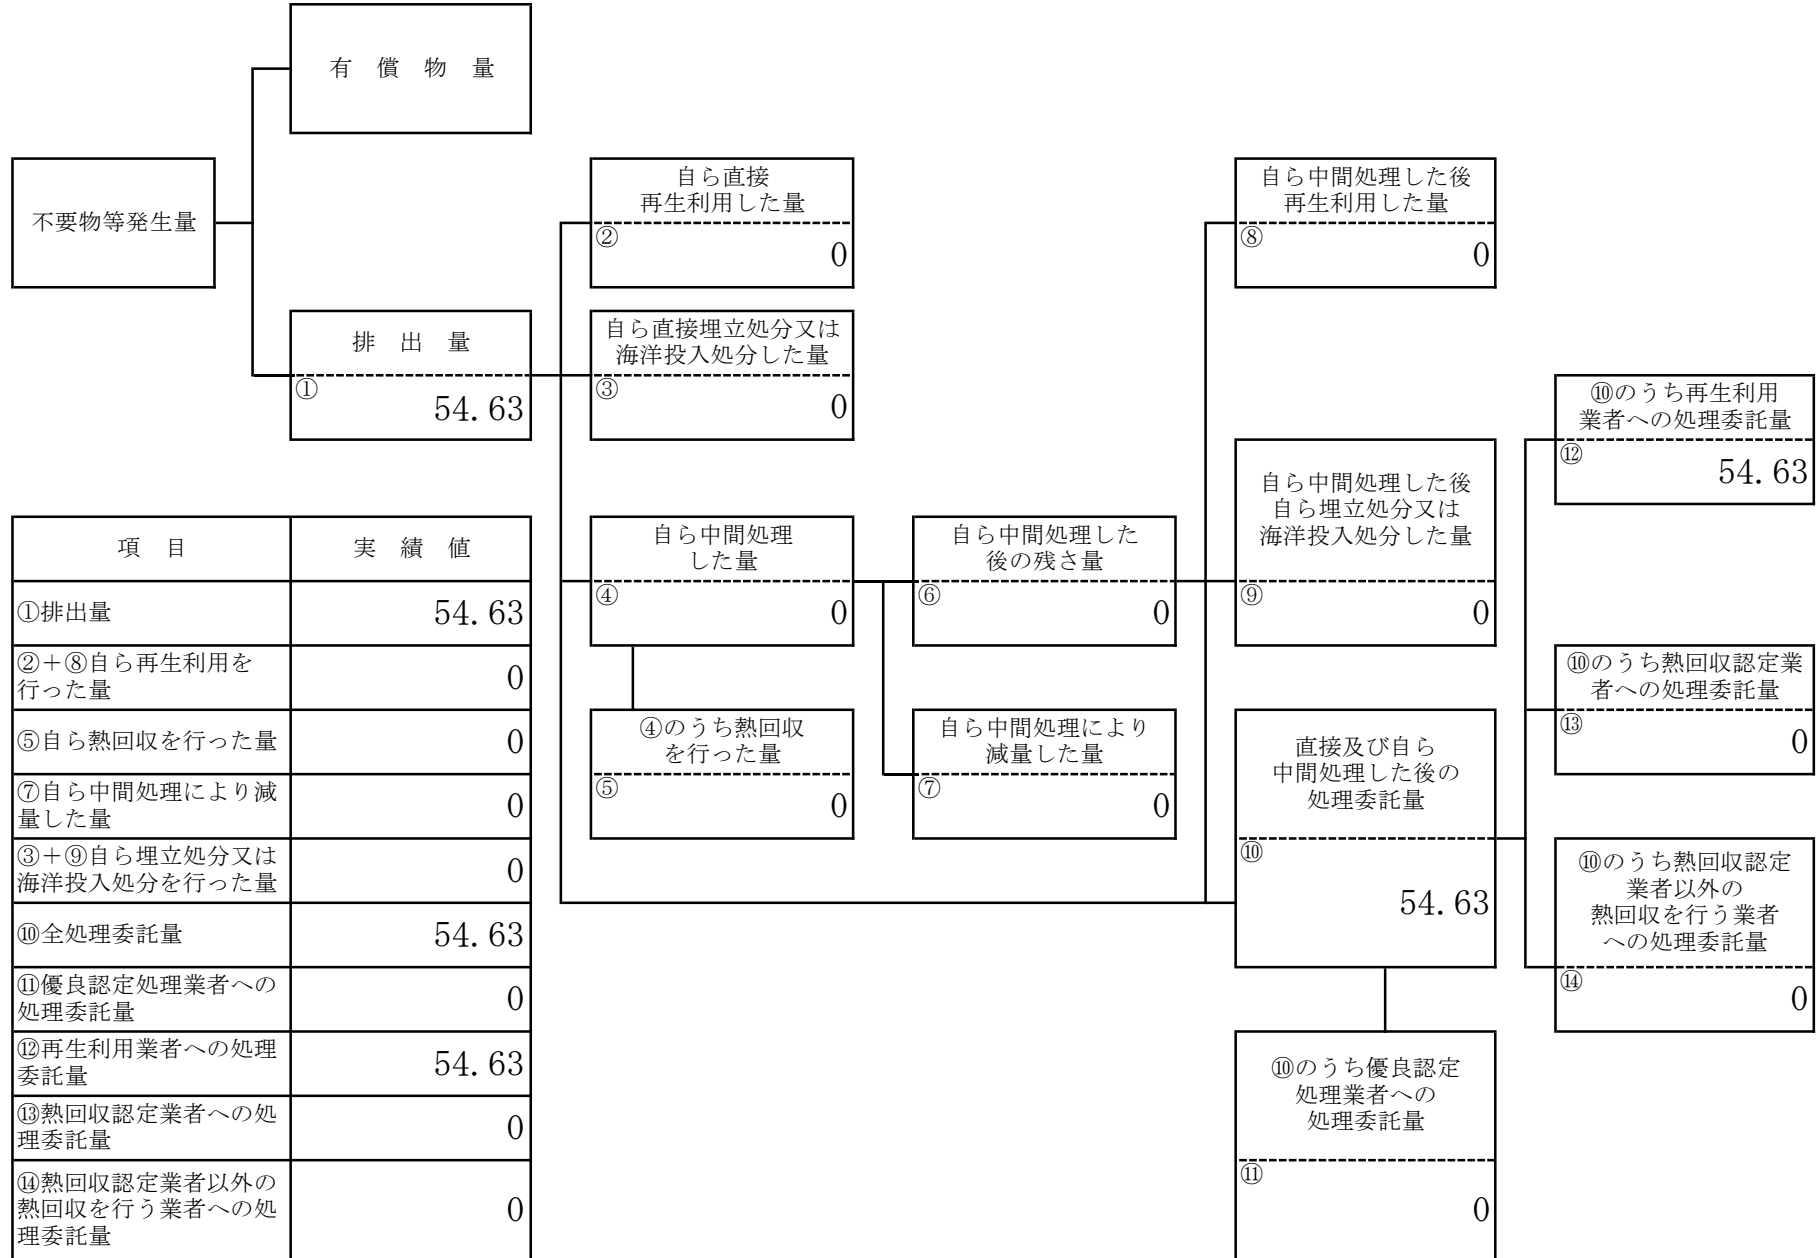 有 償 物 量
不要物等発生量
排 出 量
①
54.63
自ら直接
再生利用した量
②
0
自ら直接埋立処分又は
海洋投入処分した量
③
0
自ら中間処理
した量
④
0
④のうち熱回収
を行った量
⑤
0
自ら中間処理した
後の残さ量
⑥
0
自ら中間処理により
減量した量
⑦
0
自ら中間処理した後
再生利用した量
⑧
0
自ら中間処理した後
自ら埋立処分又は
海洋投入処分した量
⑨
0
直接及び自ら
中間処理した後の
処理委託量
⑩
54.63
⑩のうち優良認定
処理業者への
処理委託量
⑪
0
⑩のうち再生利用
業者への処理委託量
⑫
54.63
⑩のうち熱回収認定業
者への処理委託量
⑬
0
⑩のうち熱回収認定
業者以外の
熱回収を行う業者
への処理委託量
⑭
0
項 目
実 績 値
①排出量
54.63
②＋⑧自ら再生利用を
行った量
0
⑤自ら熱回収を行った量
0
⑦自ら中間処理により減
量した量
0
③＋⑨自ら埋立処分又は
海洋投入処分を行った量
0
⑩全処理委託量
54.63
⑪優良認定処理業者への
処理委託量
0
⑫再生利用業者への処理
委託量
54.63
⑬熱回収認定業者への処
理委託量
0
⑭熱回収認定業者以外の
熱回収を行う業者への処
理委託量
0